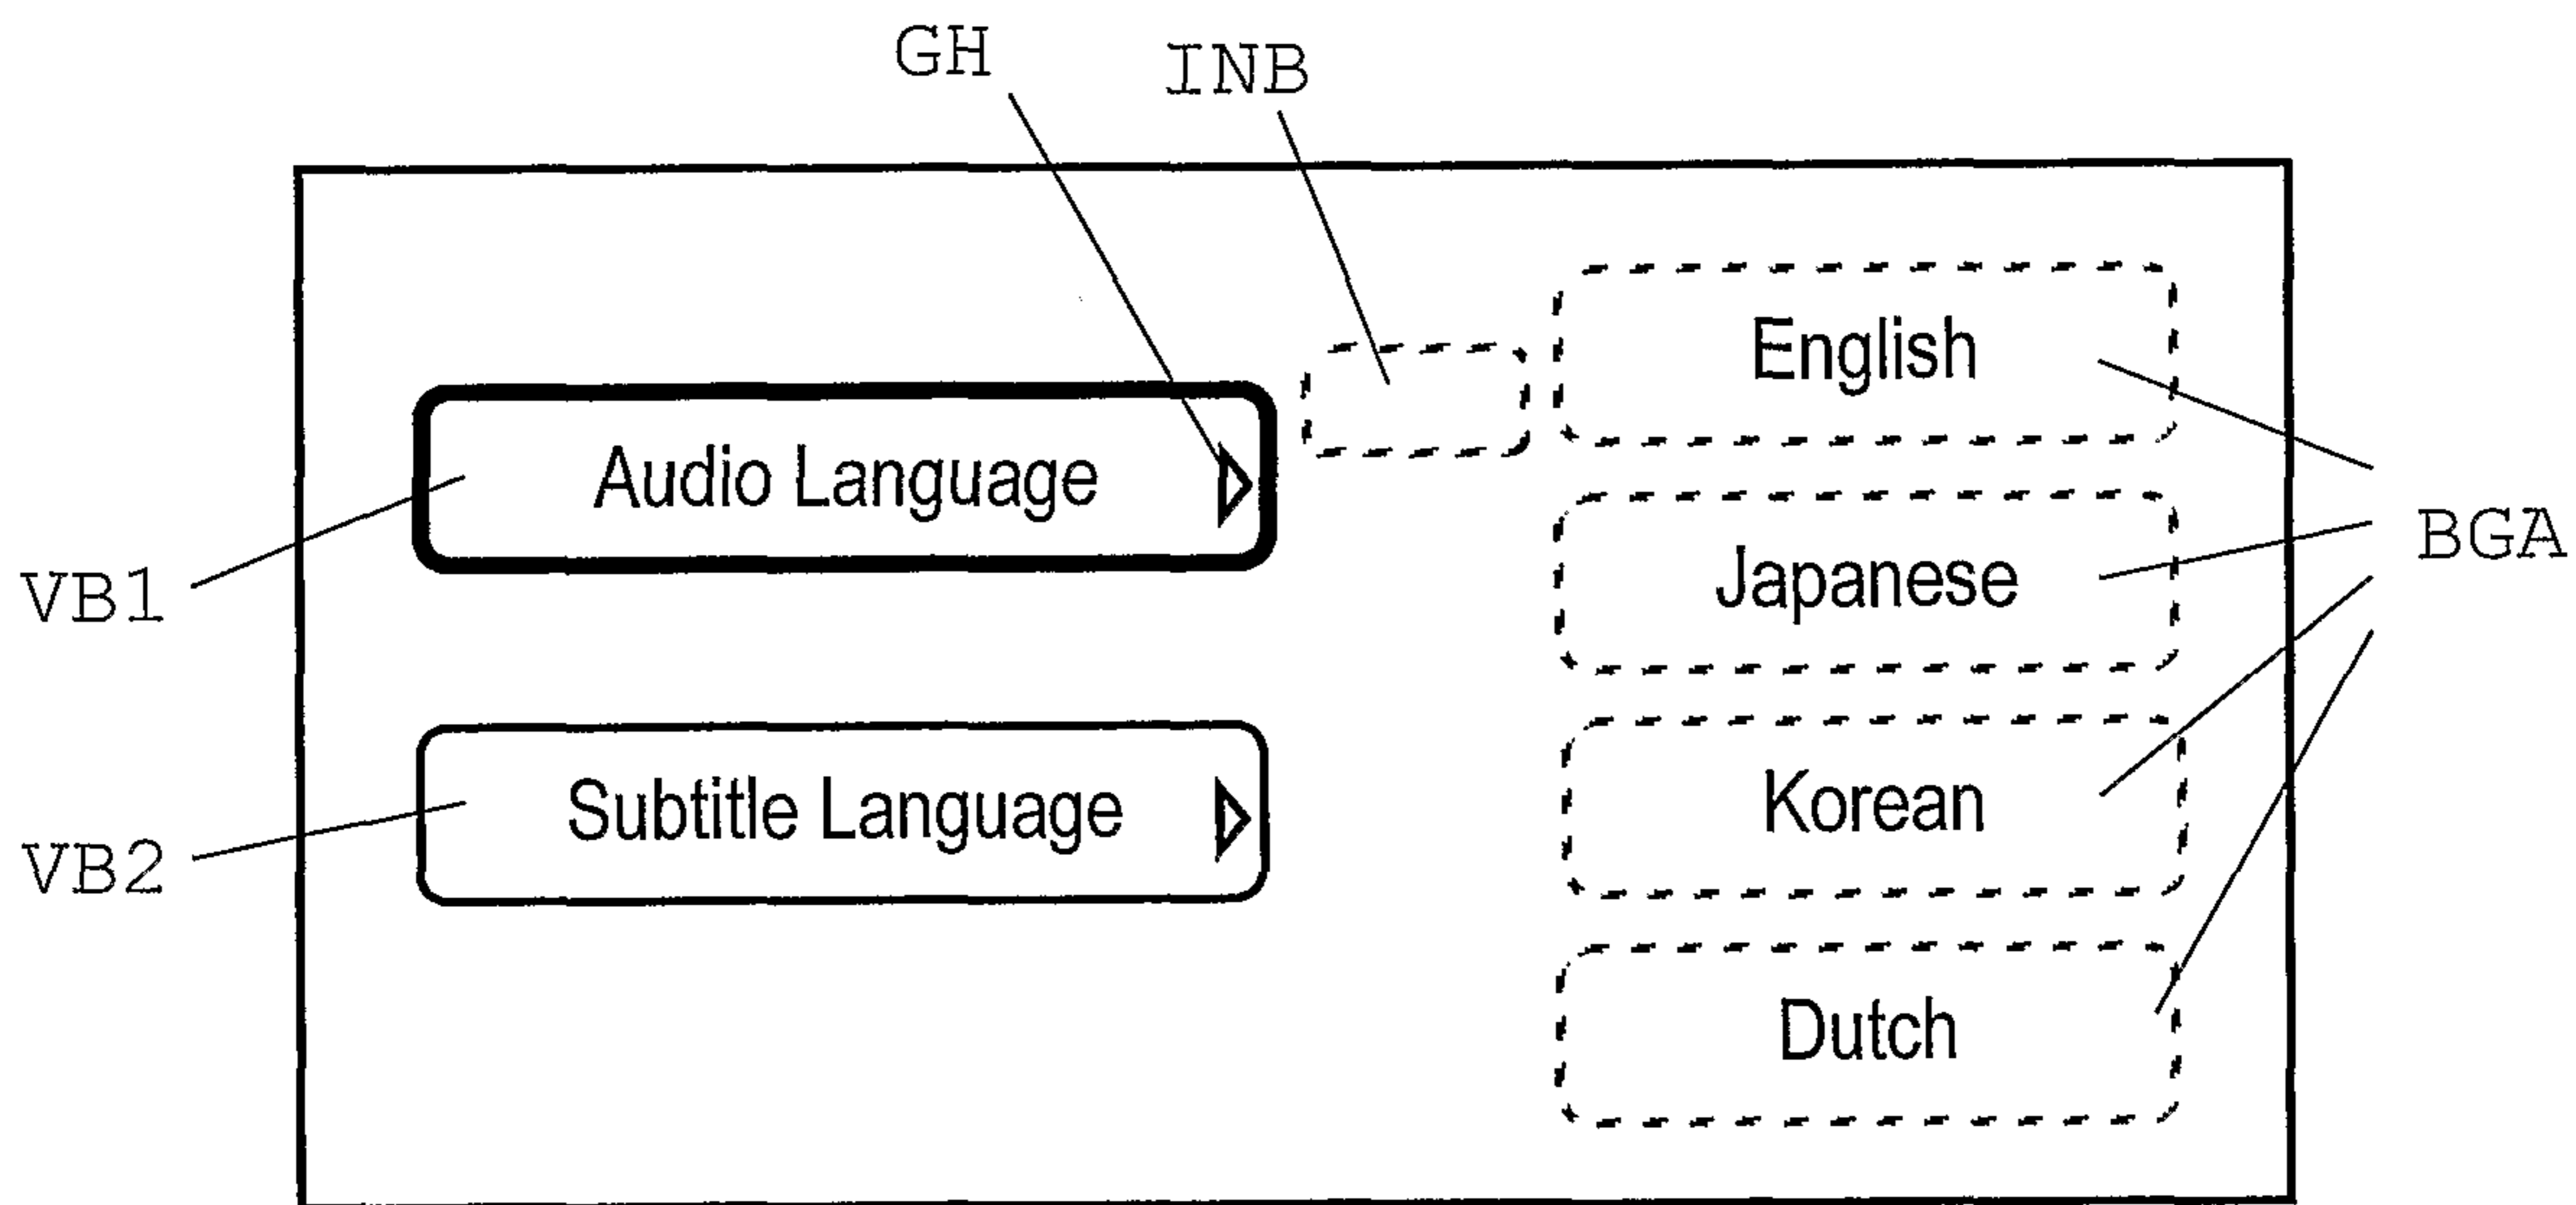 GH
INB
English
Audio Language
Japanese
BGA
VB1
Subtitle Language
Korean
VB2
Dutch